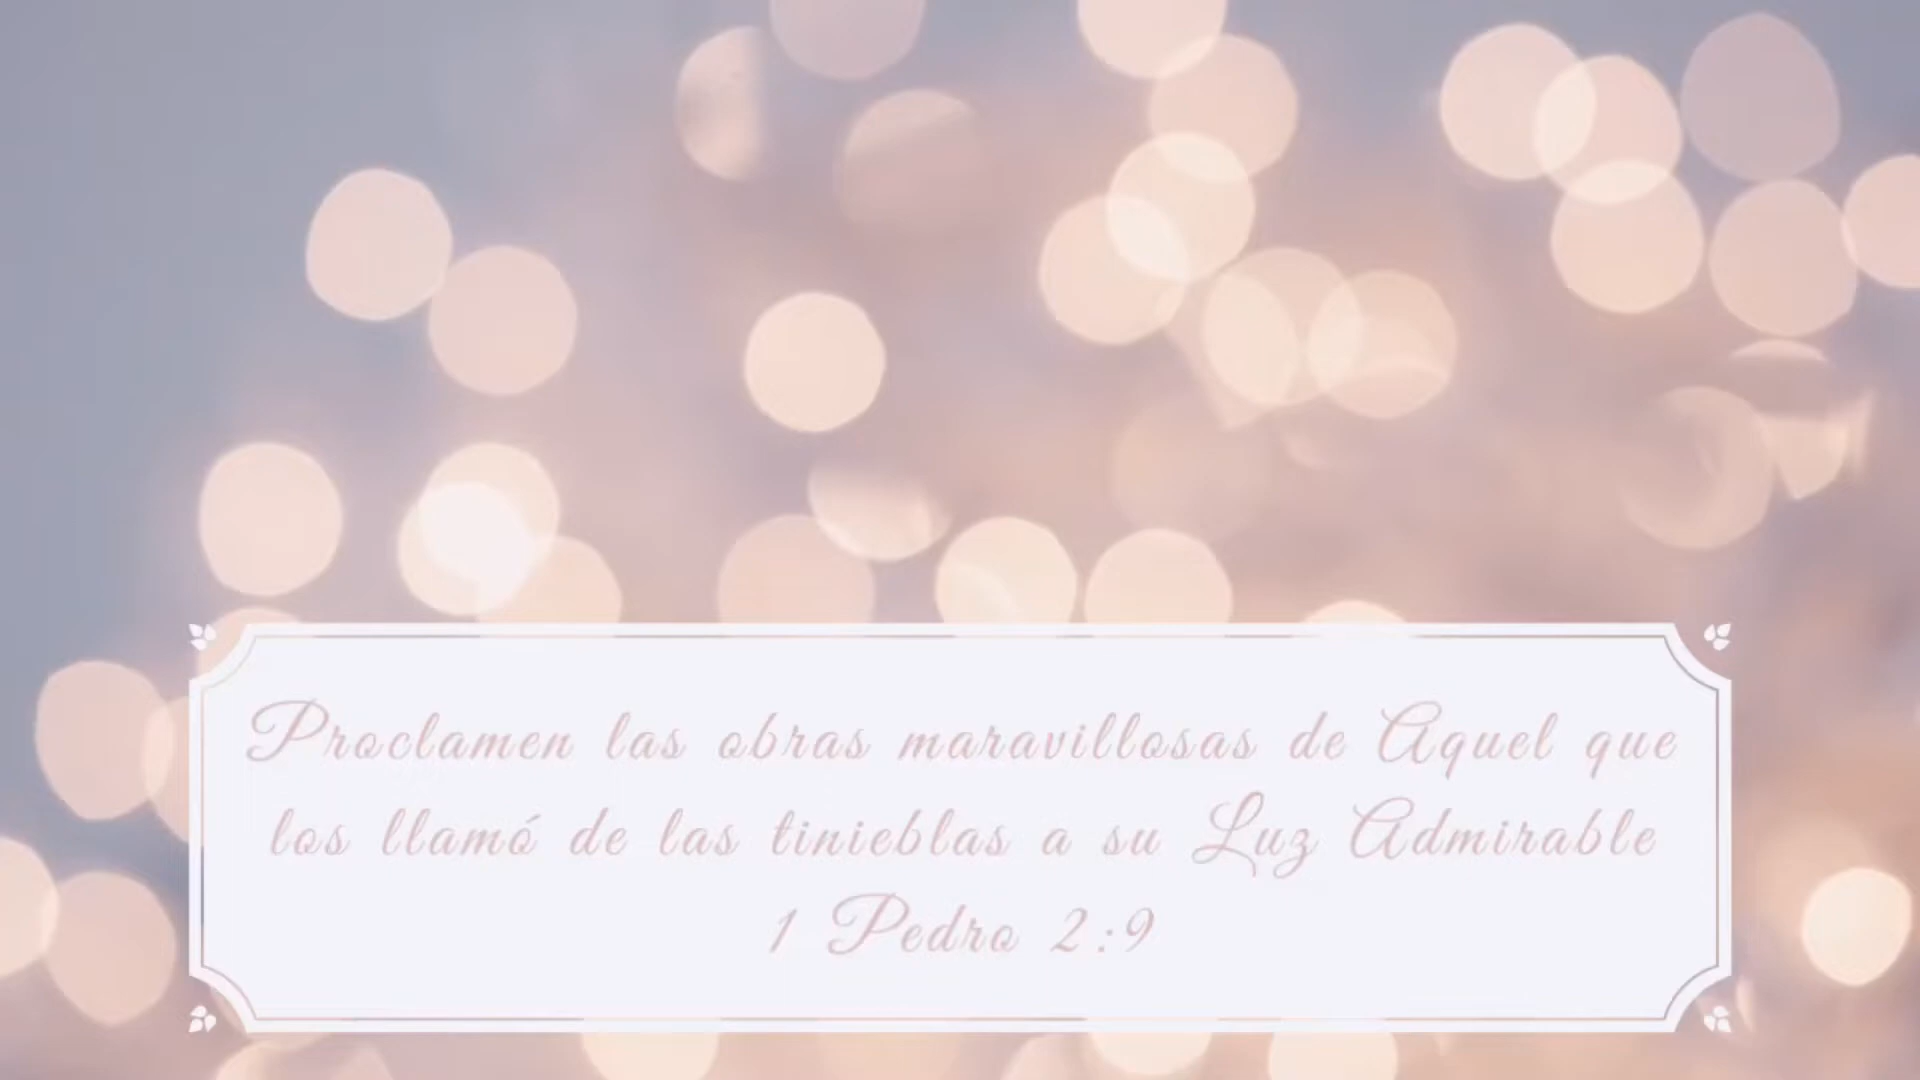 Proclamen las obras maravillosas de Aquel que
los llamó de las tinieblas a su Luz Admirable
1 Pedro 2:9